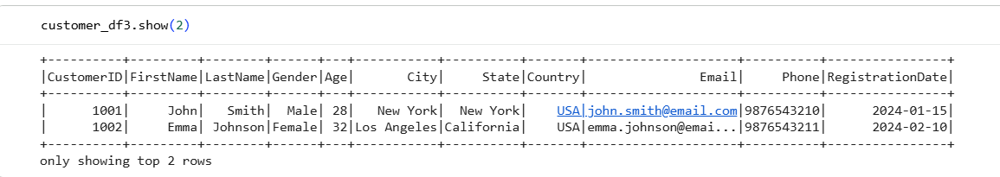 customer_df3.show(2)
+----------+---------+--------+------+---+-----------+----------+-------+--------------------+----------+----------------+
|CustomerID|FirstName|LastName|Gender|Age|       City|     State|Country|               Email|     Phone|RegistrationDate|
+----------+---------+--------+------+---+-----------+----------+-------+--------------------+----------+----------------+
|      1001|     John|   Smith|  Male| 28|   New York|  New York|    USA|john.smith@email.com|9876543210|      2024-01-15|
|      1002|     Emma| Johnson|Female| 32|Los Angeles|California|    USA|emma.johnson@emai...|9876543211|      2024-02-10|
+----------+---------+--------+------+---+-----------+----------+-------+--------------------+----------+----------------+
only showing top 2 rows